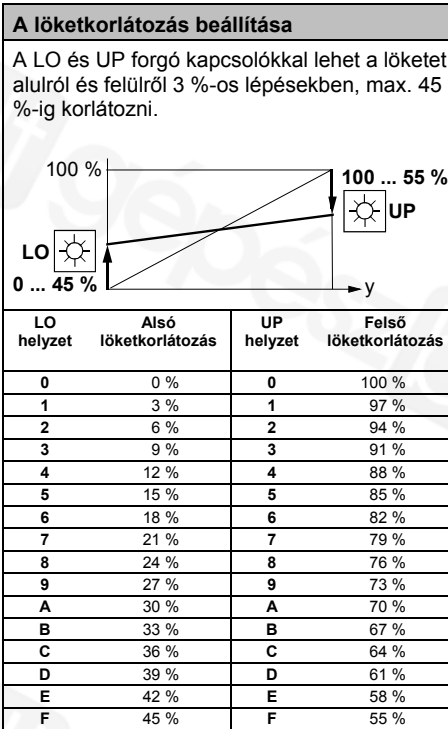 A löketkorlátozás beállítása
A LO és UP forgó kapcsolókkal lehet a löketet
alulról és felülről 3 %-os lépésekben, max. 45
%-ig korlátozni.
100 %
100 ... 55 %
UP
LO
0 ... 45 %
y
LO helyzet Alsó löketkorlátozás UP helyzet Felső löketkorlátozás
0 0 % 0 100 %
1 3 % 1 97 %
2 6 % 2 94 %
3 9 % 3 91 %
4 12 % 4 88 %
5 15 % 5 85 %
6 18 % 6 82 %
7 21 % 7 79 %
8 24 % 8 76 %
9 27 % 9 73 %
A 30 % A 70 %
B 33 % B 67 %
C 36 % C 64 %
D 39 % D 61 %
E 42 % E 58 %
F 45 % F 55 %